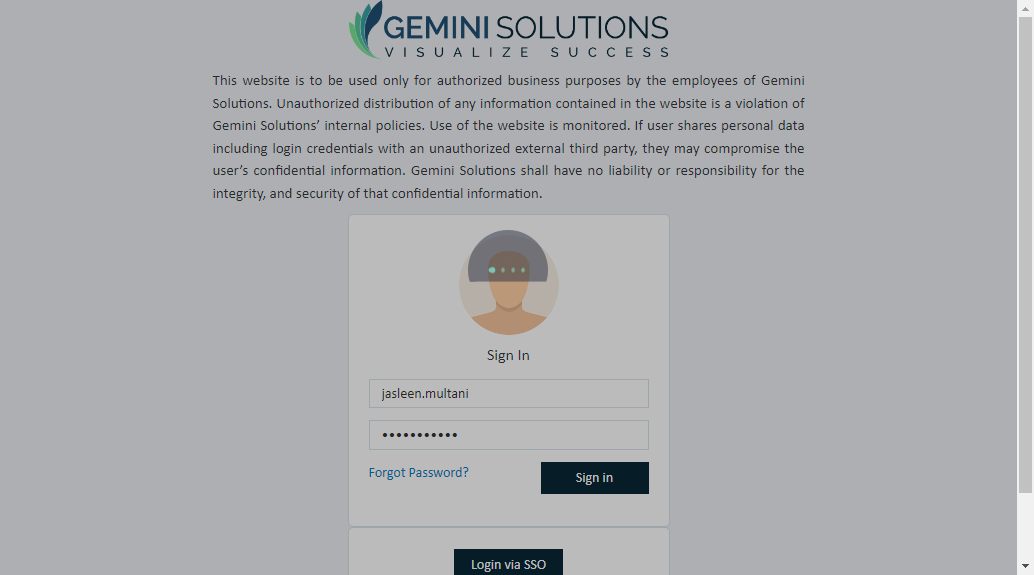 GEMINI SOLUTIONS
VISUALIZE SUCCESS
This website is to be used only for authorized business purposes by the employees of Gemini
Solutions. Unauthorized distribution of any information contained in the website is a violation of
Gemini Solutions’ internal policies. Use of the website is monitored. If user shares personal data
including login credentials with an unauthorized external third party, they may compromise the
user’s confidential information. Gemini Solutions shall have no liability or responsibility for the
integrity, and security of that confidential information.
Sign In
jasleen.multani
•••••••••••
Forgot Password?
Sign in
Login via SSO